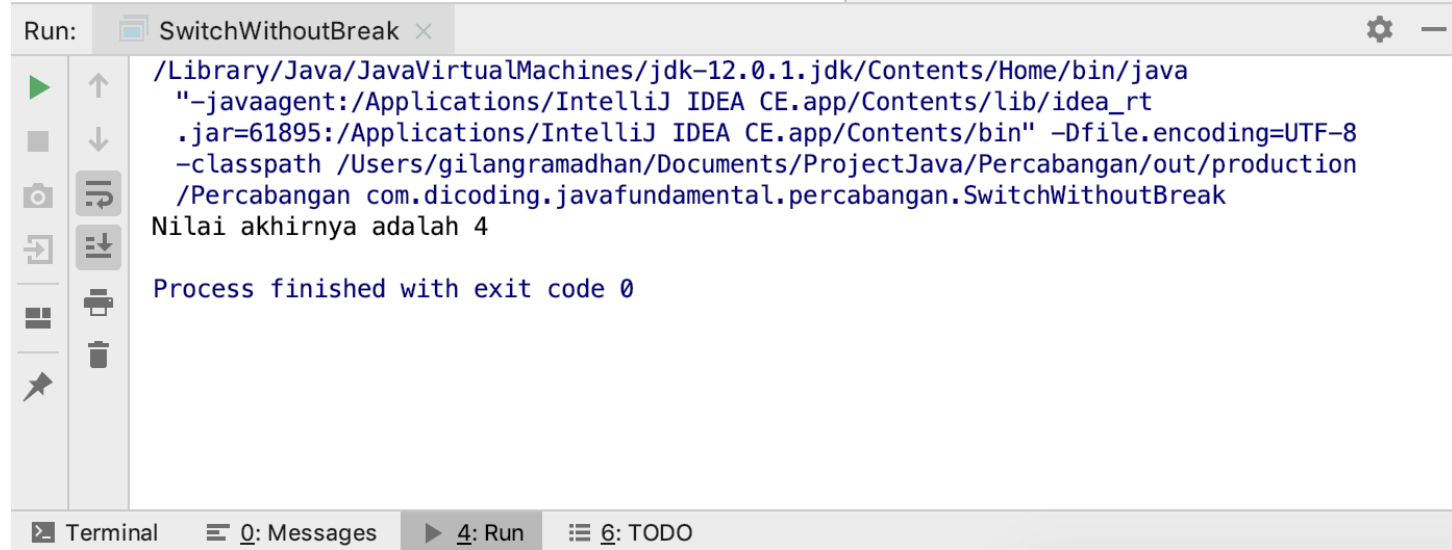 Run: SwitchWithoutBreak
/Library/Java/JavaVirtualMachines/jdk-12.0.1.jdk/Contents/Home/bin/java
"-javaagent:/Applications/IntelliJ IDEA CE.app/Contents/lib/idea_rt
.jar=61895:/Applications/IntelliJ IDEA CE.app/Contents/bin" -Dfile.encoding=UTF-8
-classpath /Users/gilangramadhan/Documents/ProjectJava/Percabangan/out/production
/Percabangan com.dicoding.javafundamental.percabangan.SwitchWithoutBreak
Nilai akhirnya adalah 4
Process finished with exit code 0
Terminal 0: Messages 4: Run 6: TODO